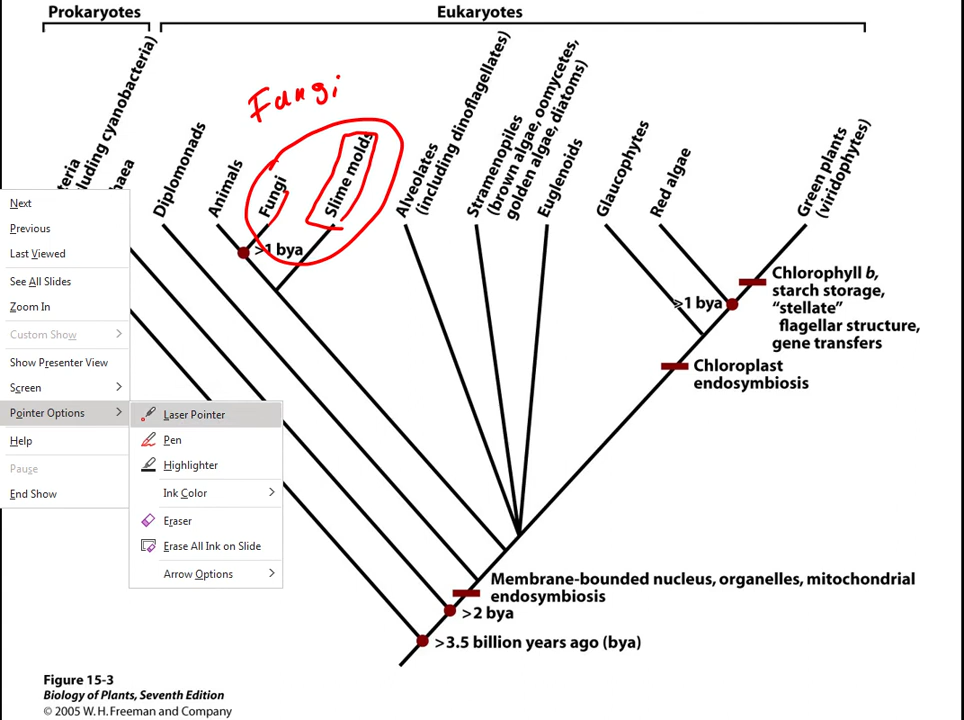 Prokaryotes
Eukaryotes
cluding cyanobacteria)
teria
haea
Diplomonads
Animals
Fungi
Fungi
Slime molds
Alveolates
(including dinoflagellates)
Stramenopiles
(brown algae, oomycetes,
golden algae, diatoms)
Euglenoids
Glaucophytes
Red algae
Green plants
(viridophytes)
>1 bya
>1 bya
Chlorophyll b,
starch storage,
“stellate”
flagellar structure,
gene transfers
Chloroplast
endosymbiosis
Next
Previous
Last Viewed
See All Slides
Zoom In
Custom Show
Show Presenter View
Screen
Pointer Options
Help
Pause
End Show
Laser Pointer
Pen
Highlighter
Ink Color
Eraser
Erase All Ink on Slide
Arrow Options
Membrane-bounded nucleus, organelles, mitochondrial
endosymbiosis
>2 bya
>3.5 billion years ago (bya)
Figure 15-3
Biology of Plants, Seventh Edition
© 2005 W. H. Freeman and Company